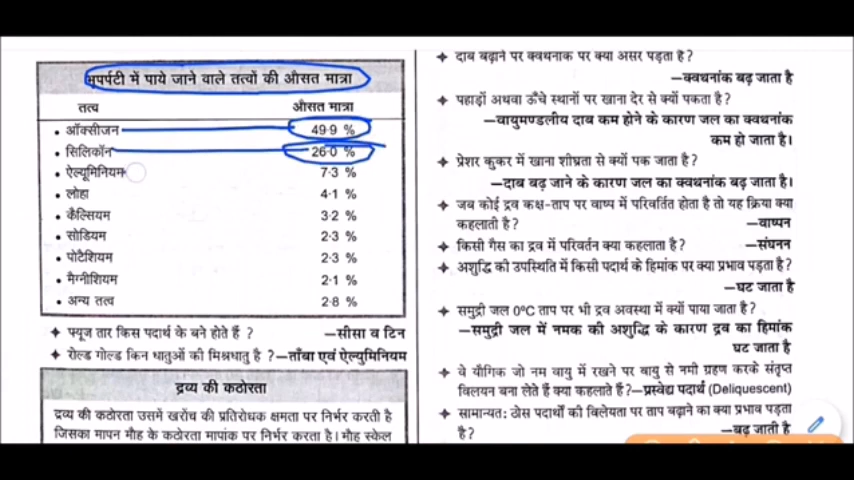 भूपर्पटी में पाये जाने वाले तत्वों की औसत मात्रा
तत्व औसत मात्रा
• ऑक्सीजन 49·9 %
• सिलिकॉन 26·0 %
• ऐल्यूमिनियम 7·3 %
• लोहा 4·1 %
• कैल्सियम 3·2 %
• सोडियम 2·3 %
• पोटैशियम 2·3 %
• मैग्नीशियम 2·1 %
• अन्य तत्व 2·8 %
✦ फ्यूज तार किस पदार्थ के बने होते हैं ? —सीसा व टिन
✦ रोल्ड गोल्ड किन धातुओं की मिश्रधातु है ?—ताँबा एवं ऐल्युमिनियम
द्रव्य की कठोरता
द्रव्य की कठोरता उसमें खरोंच की प्रतिरोधक क्षमता पर निर्भर करती है
जिसका मापन मौह के कठोरता मापांक पर निर्भर करता है। मौह स्केल
✦ दाब बढ़ाने पर क्वथनांक पर क्या असर पड़ता है?
—क्वथनांक बढ़ जाता है
✦ पहाड़ों अथवा ऊँचे स्थानों पर खाना देर से क्यों पकता है?
—वायुमण्डलीय दाब कम होने के कारण जल का क्वथनांक
कम हो जाता है।
✦ प्रेशर कुकर में खाना शीघ्रता से क्यों पक जाता है?
—दाब बढ़ जाने के कारण जल का क्वथनांक बढ़ जाता है।
✦ जब कोई द्रव कक्ष-ताप पर वाष्प में परिवर्तित होता है तो यह क्रिया क्या
कहलाती है? —वाष्पन
✦ किसी गैस का द्रव में परिवर्तन क्या कहलाता है? —संघनन
✦ अशुद्धि की उपस्थिति में किसी पदार्थ के हिमांक पर क्या प्रभाव पड़ता है?
—घट जाता है
✦ समुद्री जल 0ºC ताप पर भी द्रव अवस्था में क्यों पाया जाता है?
—समुद्री जल में नमक की अशुद्धि के कारण द्रव का हिमांक
घट जाता है
✦ वे यौगिक जो नम वायु में रखने पर वायु से नमी ग्रहण करके संतृप्त
विलयन बना लेते हैं क्या कहलाते हैं?—प्रस्वेद्य पदार्थ (Deliquescent)
✦ सामान्यत: ठोस पदार्थों की विलेयता पर ताप बढ़ाने का क्या प्रभाव पड़ता
है? —बढ़ जाती है